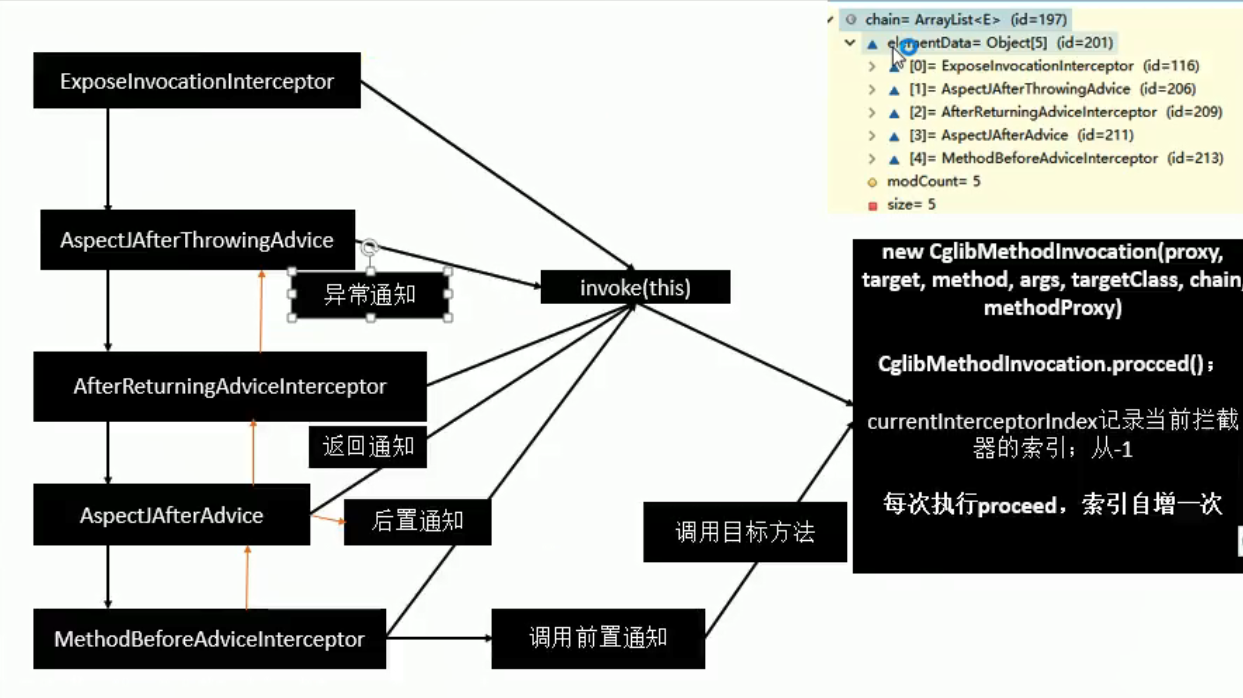 chain= ArrayList<E> (id=197)
elementData= Object[5] (id=201)
[0]= ExposeInvocationInterceptor (id=116)
[1]= AspectJAfterThrowingAdvice (id=206)
[2]= AfterReturningAdviceInterceptor (id=209)
[3]= AspectJAfterAdvice (id=211)
[4]= MethodBeforeAdviceInterceptor (id=213)
modCount= 5
size= 5
ExposeInvocationInterceptor
AspectJAfterThrowingAdvice
异常通知
invoke(this)
AfterReturningAdviceInterceptor
返回通知
AspectJAfterAdvice
后置通知
MethodBeforeAdviceInterceptor
调用前置通知
调用目标方法
new CglibMethodInvocation(proxy,
target, method, args, targetClass, chain,
methodProxy)
CglibMethodInvocation.procced();
currentInterceptorIndex记录当前拦截
器的索引；从-1
每次执行proceed，索引自增一次